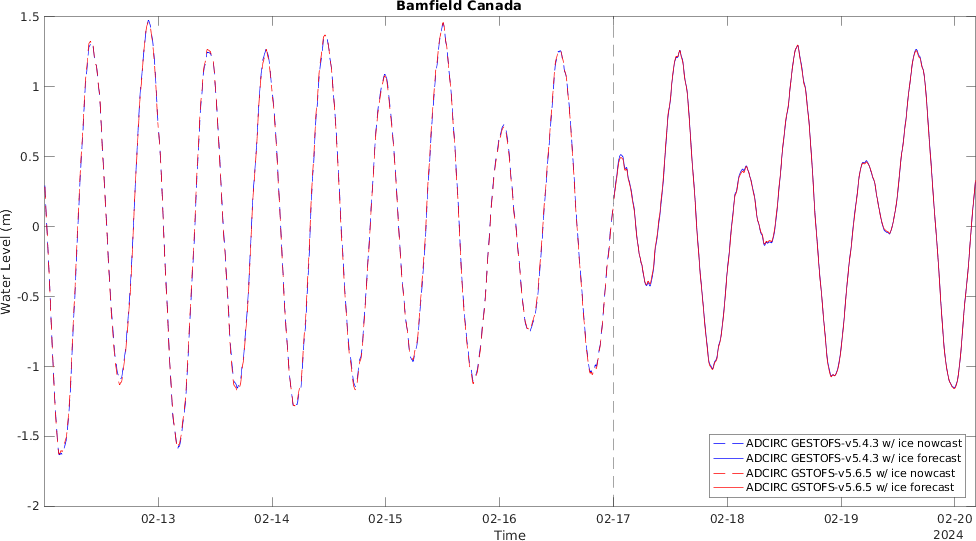 Bamfield Canada
1.5
1
0.5
0
-0.5
-1
-1.5
-2
Water Level (m)
ADCIRC GESTOFS-v5.4.3 w/ ice nowcast
ADCIRC GESTOFS-v5.4.3 w/ ice forecast
ADCIRC GSTOFS-v5.6.5 w/ ice nowcast
ADCIRC GSTOFS-v5.6.5 w/ ice forecast
02-13 02-14 02-15 02-16 02-17 02-18 02-19 02-20
Time 2024